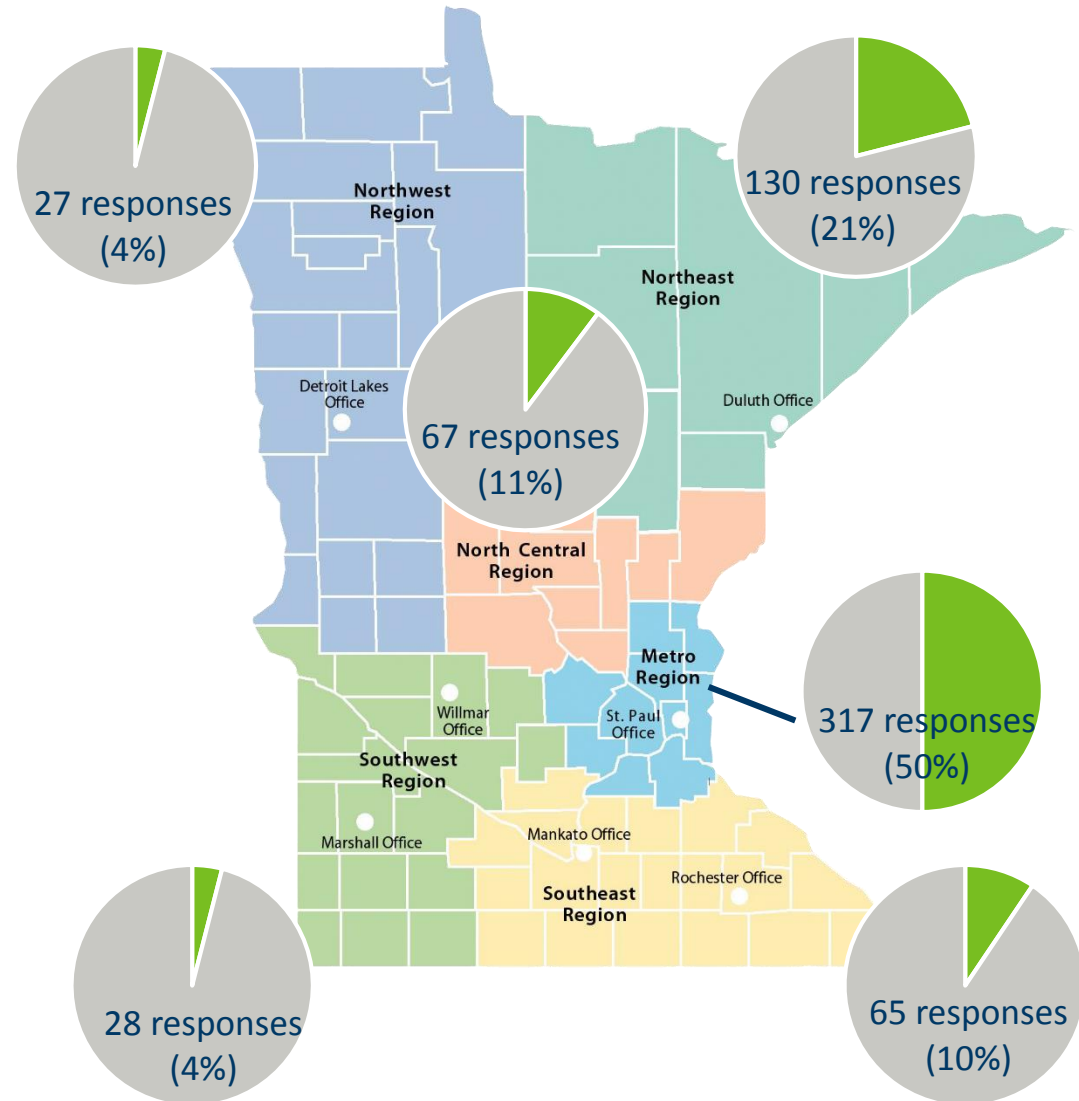 27 responses
(4%)
130 responses
(21%)
Northwest
Region
Northeast
Region
Detroit Lakes
Office
67 responses
(11%)
Duluth Office
North Central
Region
Metro
Region
317 responses
(50%)
St. Paul
Office
Willmar
Office
Southwest
Region
Marshall Office
Mankato Office
Rochester Office
Southeast
Region
28 responses
(4%)
65 responses
(10%)